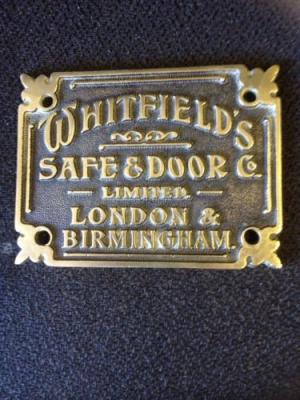 WHITFIELD'S
SAFE & DOOR Co.
LIMITED.
LONDON &
BIRMINGHAM.